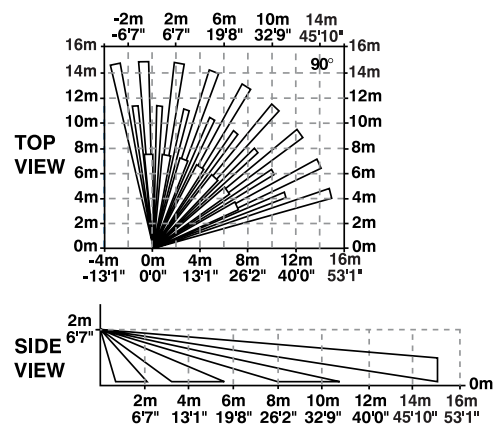 -2m 2m 6m 10m 14m
-6'7" 6'7" 19'8" 32'9" 45'10"
16m 16m
90°
14m 14m
12m 12m
10m 10m
TOP
VIEW
8m 8m
6m 6m
4m 4m
2m 2m
0m 0m
-4m 0m 4m 8m 12m 16m
-13'1" 0'0" 13'1" 26'2" 40'0" 53'1"
2m
6'7"
SIDE
VIEW
0m
2m 4m 6m 8m 10m 12m 14m 16m
6'7" 13'1" 19'8" 26'2" 32'9" 40'0" 45'10" 53'1"